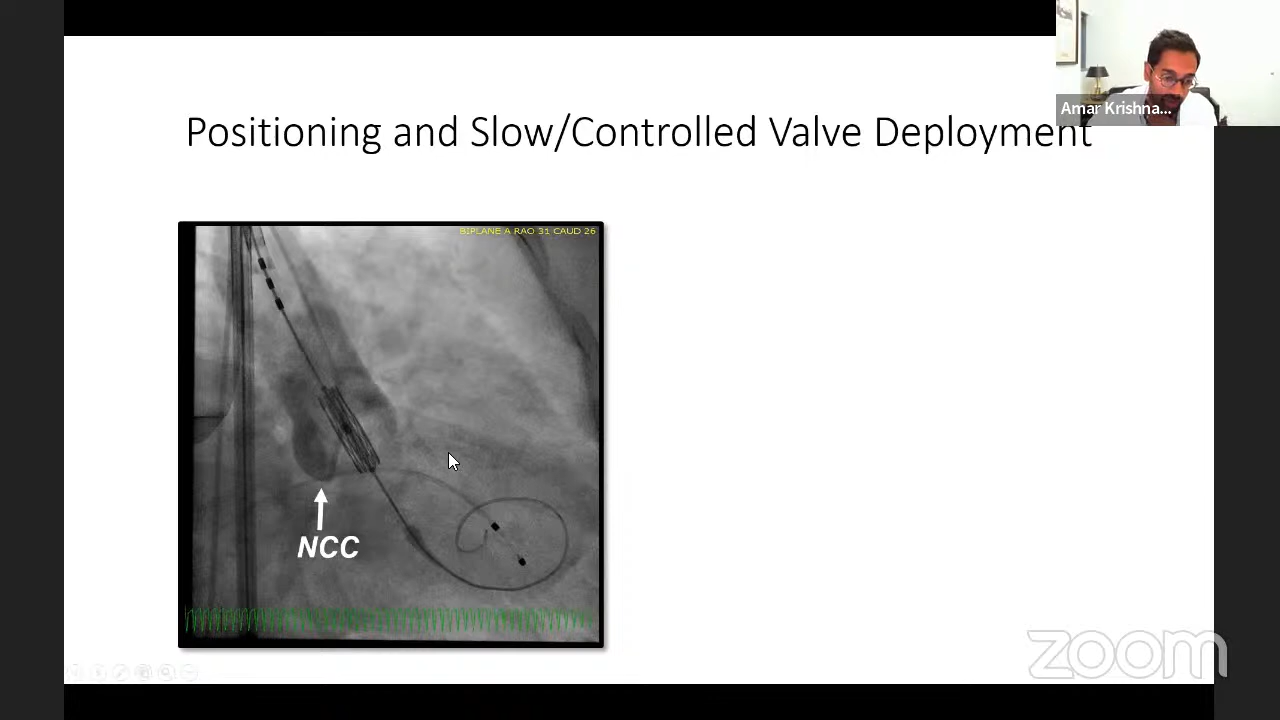 Positioning and Slow/Controlled Valve Deployment
Amar Krishna...
BIPLANE A RAO 31 CAUD 26
NCC
zoom